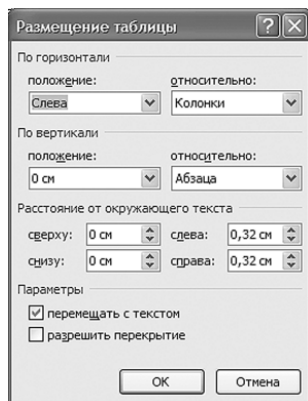 Размещение таблицы
По горизонтали
положение: относительно:
Слева Колонки
По вертикали
положение: относительно:
0 см Абзаца
Расстояние от окружающего текста
сверху: 0 см слева: 0,32 см
снизу: 0 см справа: 0,32 см
Параметры
перемещать с текстом
разрешить перекрытие
ОК Отмена